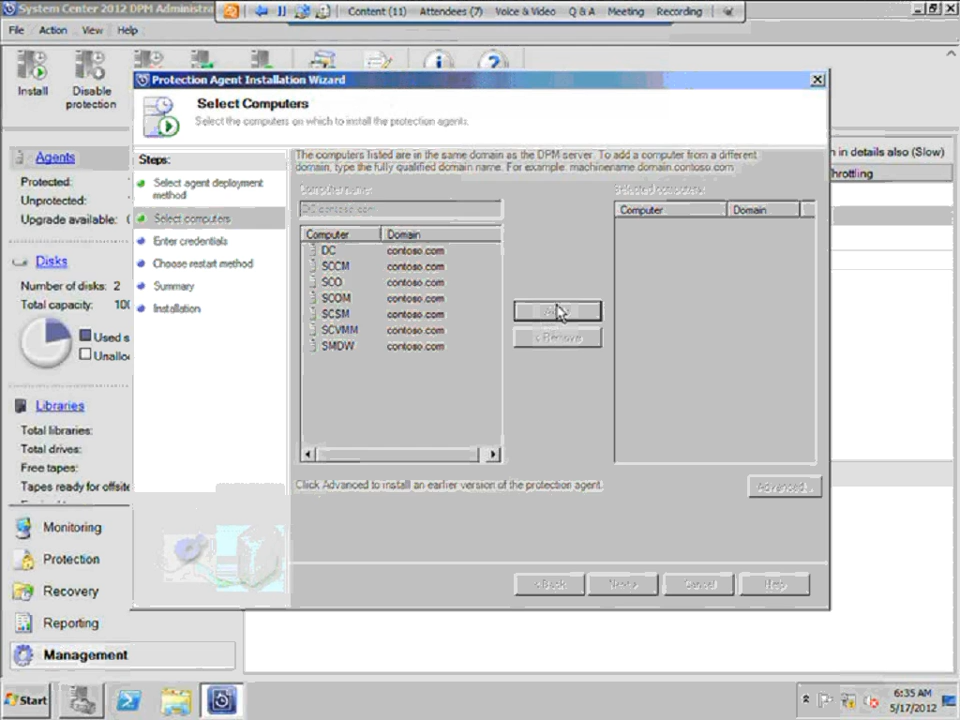 System Center 2012 DPM Administra
Content (11) Attendees (7) Voice & Video Q & A Meeting Recording
File Action View Help
Install
Disable protection
Protection Agent Installation Wizard
Select Computers
Select the computers on which to install the protection agents.
Agents
Protected:
Unprotected:
Upgrade available:
Disks
Number of disks: 2
Total capacity: 100
Used s
Unalloc
Libraries
Total libraries:
Total drives:
Free tapes:
Tapes ready for offsite
Monitoring
Protection
Recovery
Reporting
Management
Steps:
Select agent deployment
method
Select computers
Enter credentials
Choose restart method
Summary
Installation
The computers listed are in the same domain as the DPM server. To add a computer from a different
domain, type the fully qualified domain name. For example: machinename.domain.contoso.com
Computer name:
DC.contoso.com
Computer Domain
DC contoso.com
SCCM contoso.com
SCO contoso.com
SCOM contoso.com
SCSM contoso.com
SCVMM contoso.com
SMDW contoso.com
< Remove
Selected computers:
Computer Domain
Click Advanced to install an earlier version of the protection agent.
Advanced...
< Back Next > Cancel Help
h in details also (Slow)
hrottling
Start
6:35 AM
5/17/2012